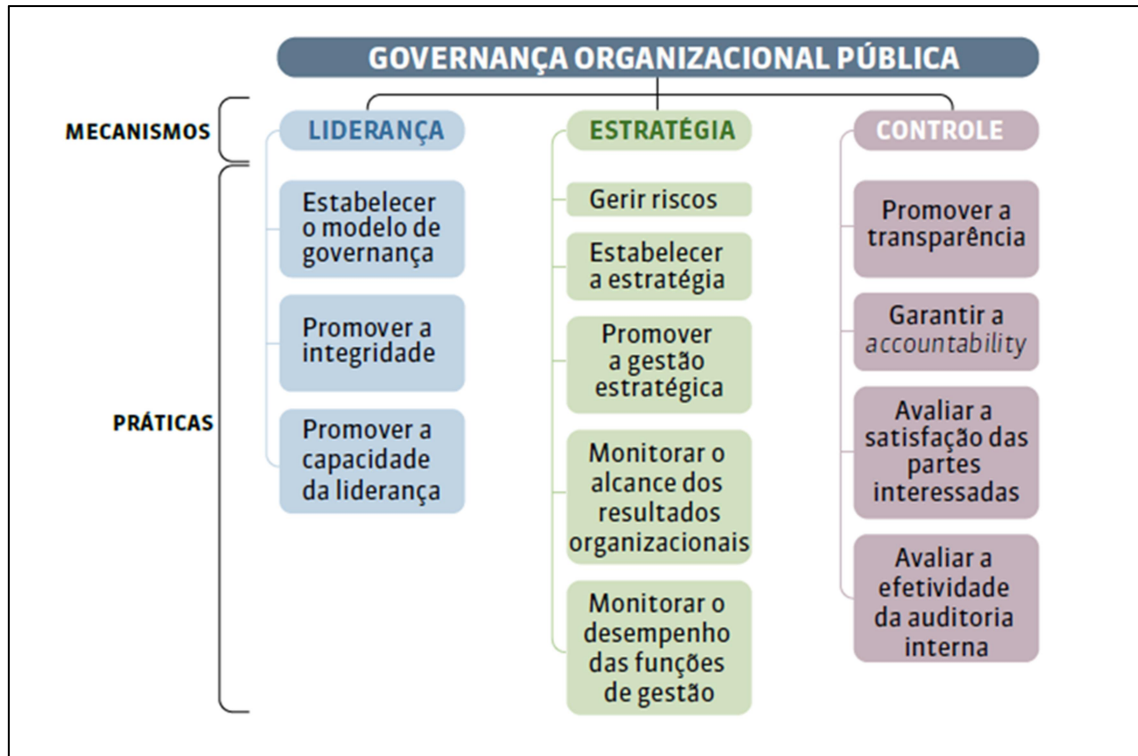 GOVERNANÇA ORGANIZACIONAL PÚBLICA
MECANISMOS
LIDERANÇA
ESTRATÉGIA
CONTROLE
PRÁTICAS
Estabelecer
o modelo de
governança
Promover a
integridade
Promover a
capacidade
da liderança
Gerir riscos
Estabelecer
a estratégia
Promover
a gestão
estratégica
Monitorar o
alcance dos
resultados
organizacionais
Monitorar o
desempenho
das funções
de gestão
Promover a
transparência
Garantir a
accountability
Avaliar a
satisfação das
partes
interessadas
Avaliar a
efetividade
da auditoria
interna